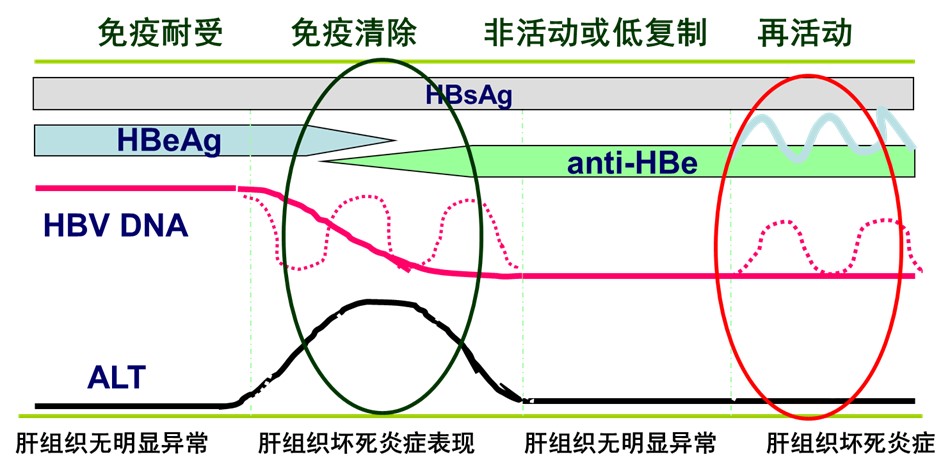 免疫耐受 免疫清除 非活动或低复制 再活动
HBsAg
HBeAg
anti-HBe
HBV DNA
ALT
肝组织无明显异常 肝组织坏死炎症表现 肝组织无明显异常 肝组织坏死炎症